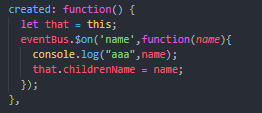 created: function() {
let that = this;
eventBus.$on('name',function(name){
console.log("aaa",name);
that.childrenName = name;
});
},